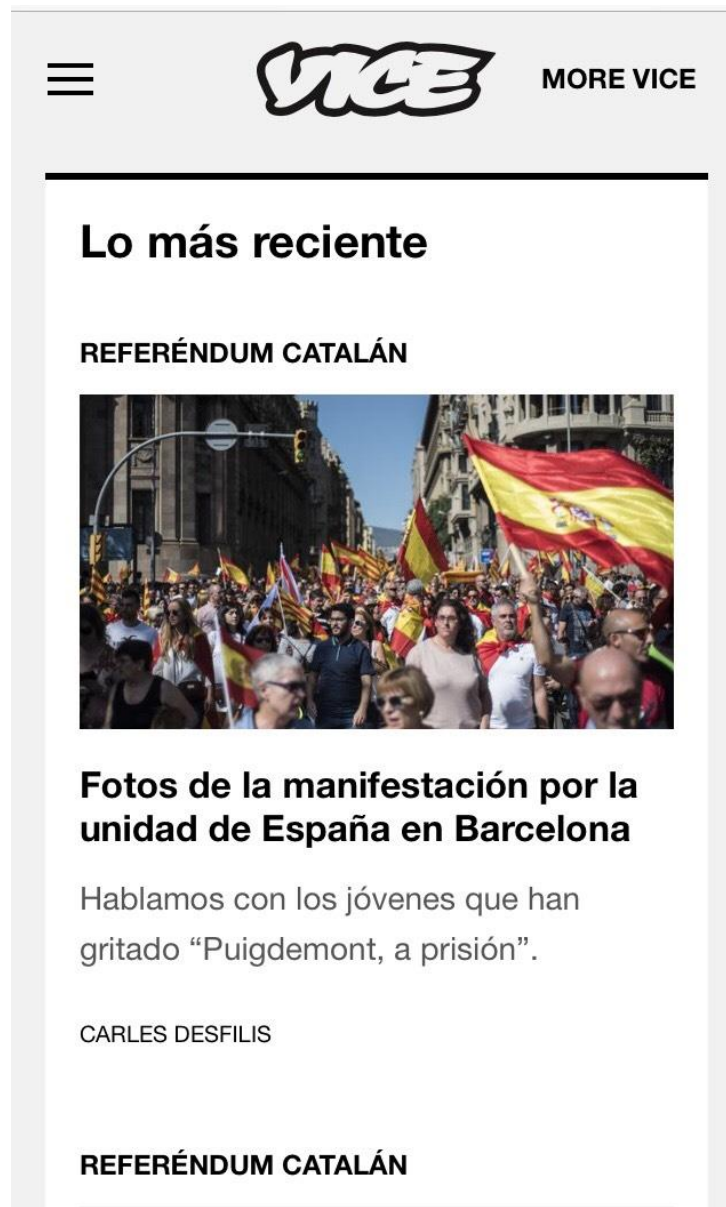 VICE
MORE VICE
Lo más reciente
REFERÉNDUM CATALÁN
Fotos de la manifestación por la
unidad de España en Barcelona
Hablamos con los jóvenes que han
gritado “Puigdemont, a prisión”.
CARLES DESFILIS
REFERÉNDUM CATALÁN